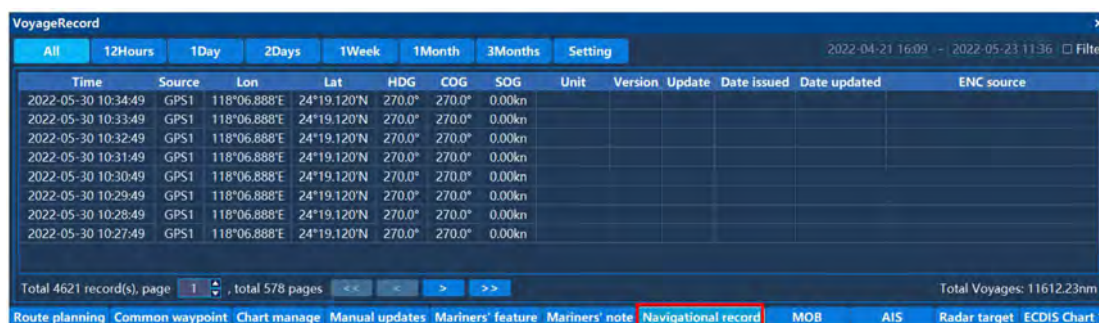 VoyageRecord x
All 12Hours 1Day 2Days 1Week 1Month 3Months Setting 2022-04-21 16:09 - 2022-05-23 11:36 Filte
Time Source Lon Lat HDG COG SOG Unit Version Update Date issued Date updated ENC source
2022-05-30 10:34:49 GPS1 118°06.888'E 24°19.120'N 270.0° 270.0° 0.00kn
2022-05-30 10:33:49 GPS1 118°06.888'E 24°19.120'N 270.0° 270.0° 0.00kn
2022-05-30 10:32:49 GPS1 118°06.888'E 24°19.120'N 270.0° 270.0° 0.00kn
2022-05-30 10:31:49 GPS1 118°06.888'E 24°19.120'N 270.0° 270.0° 0.00kn
2022-05-30 10:30:49 GPS1 118°06.888'E 24°19.120'N 270.0° 270.0° 0.00kn
2022-05-30 10:29:49 GPS1 118°06.888'E 24°19.120'N 270.0° 270.0° 0.00kn
2022-05-30 10:28:49 GPS1 118°06.888'E 24°19.120'N 270.0° 270.0° 0.00kn
2022-05-30 10:27:49 GPS1 118°06.888'E 24°19.120'N 270.0° 270.0° 0.00kn
Total 4621 record(s), page 1 , total 578 pages << < > >> Total Voyages: 11612.23nm
Route planning Common waypoint Chart manage Manual updates Mariners' feature Mariners' note Navigational record MOB AIS Radar target ECDIS Chart 1